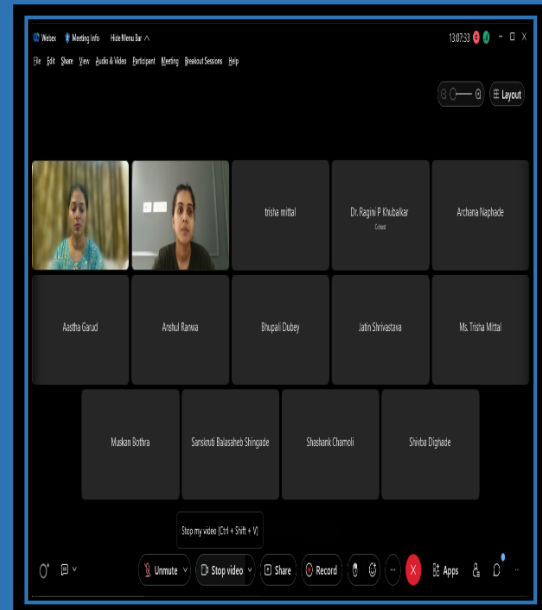 Webex Meeting Info Hide Menu Bar 13:07:33
File Edit Share View Audio & Video Participant Meeting Breakout Sessions Help
Layout
trisha mittal
Dr. Ragini P Khubalkar
Cohost
Archana Naphade
Aastha Garud
Anshul Ranwa
Bhupali Dubey
Jatin Shrivastava
Ms. Trisha Mittal
Muskan Bothra
Sanskruti Balasaheb Shingade
Shashank Chamoli
Shivba Dighade
Stop my video (Ctrl + Shift + V)
Unmute Stop video Share Record Apps